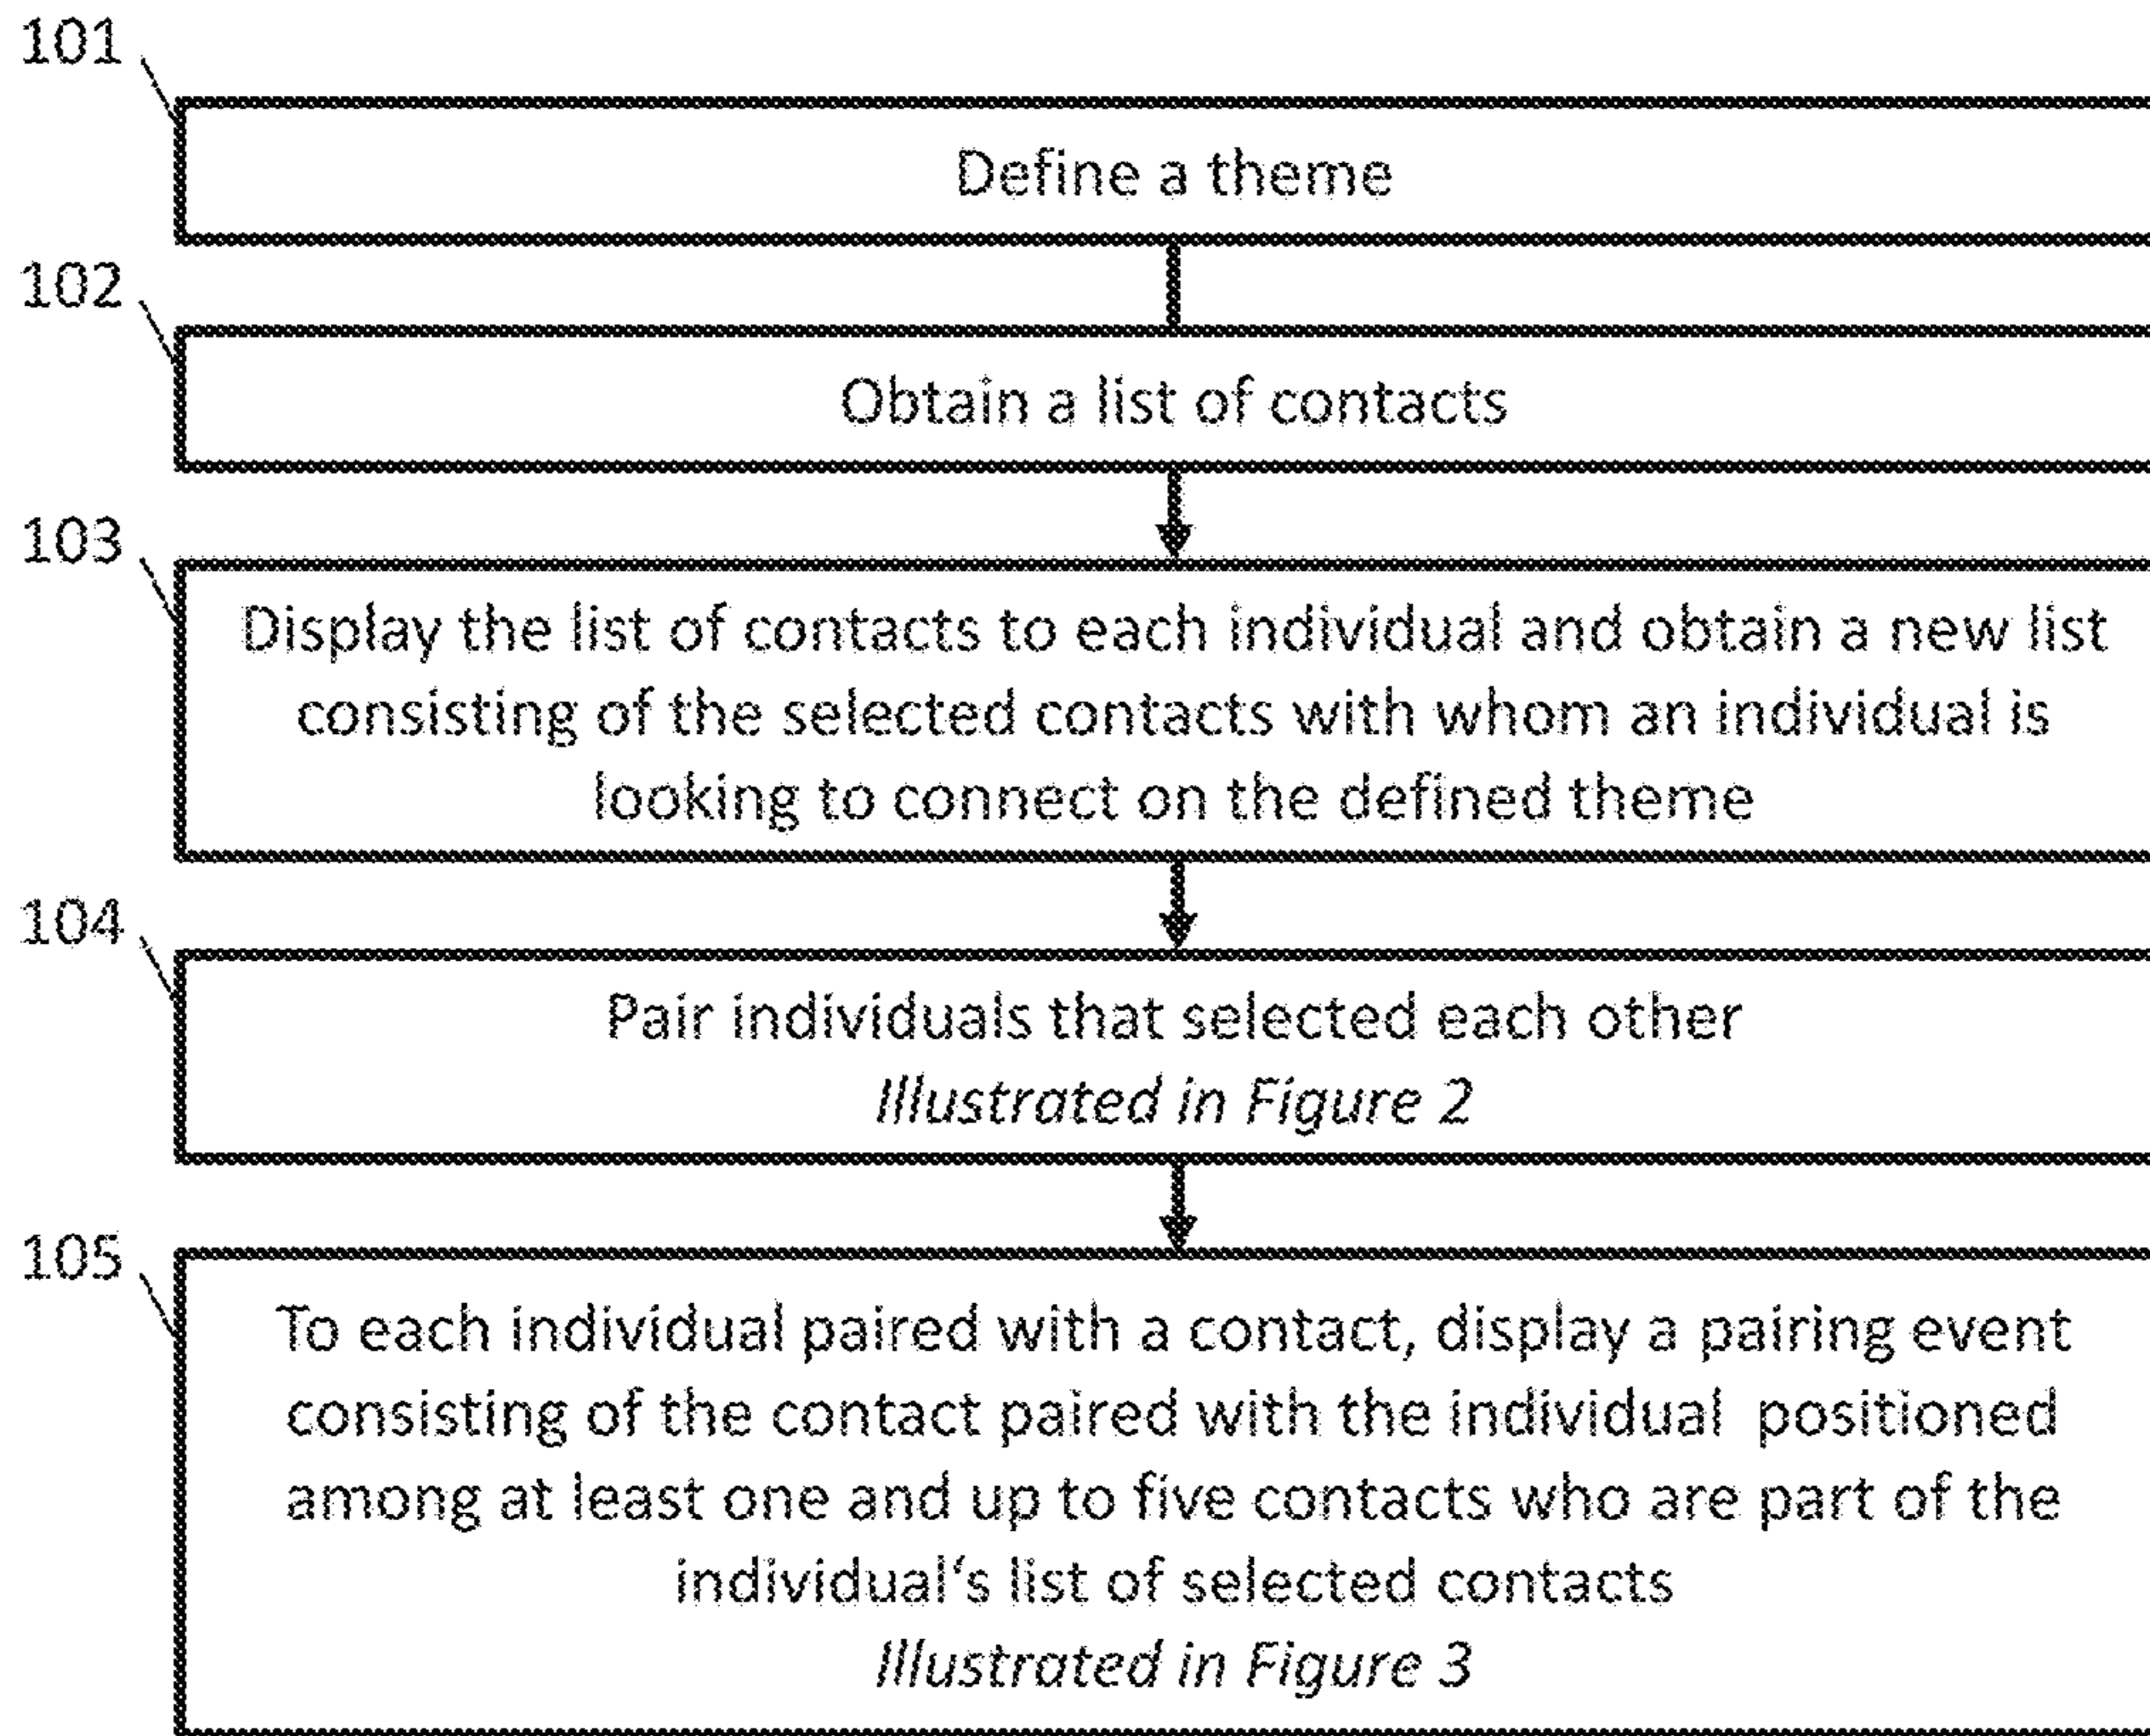 101
Define a theme
102
Obtain a list of contacts
103
Display the list of contacts to each individual and obtain a new list
consisting of the selected contacts with whom an individual is
looking to connect on the defined theme
104
Pair individuals that selected each other
Illustrated in Figure 2
105
To each individual paired with a contact, display a pairing event
consisting of the contact paired with the individual positioned
among at least one and up to five contacts who are part of the
individual‘s list of selected contacts
Illustrated in Figure 3